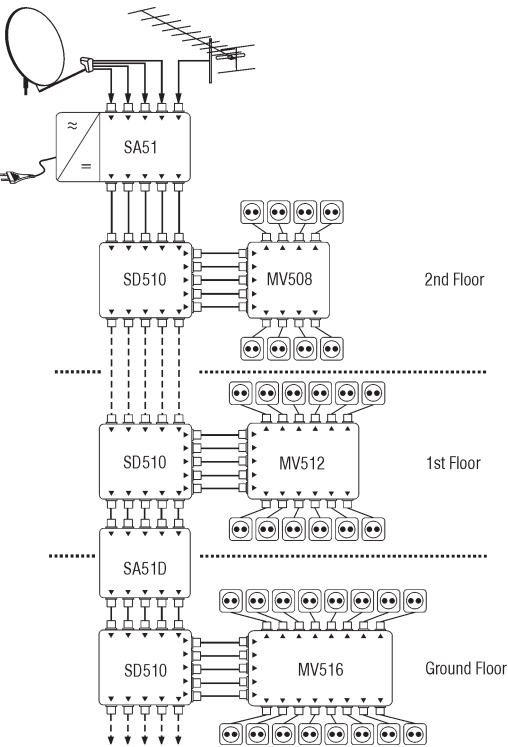 ≈
=
SA51
SD510
MV508
2nd Floor
SD510
MV512
1st Floor
SA51D
SD510
MV516
Ground Floor